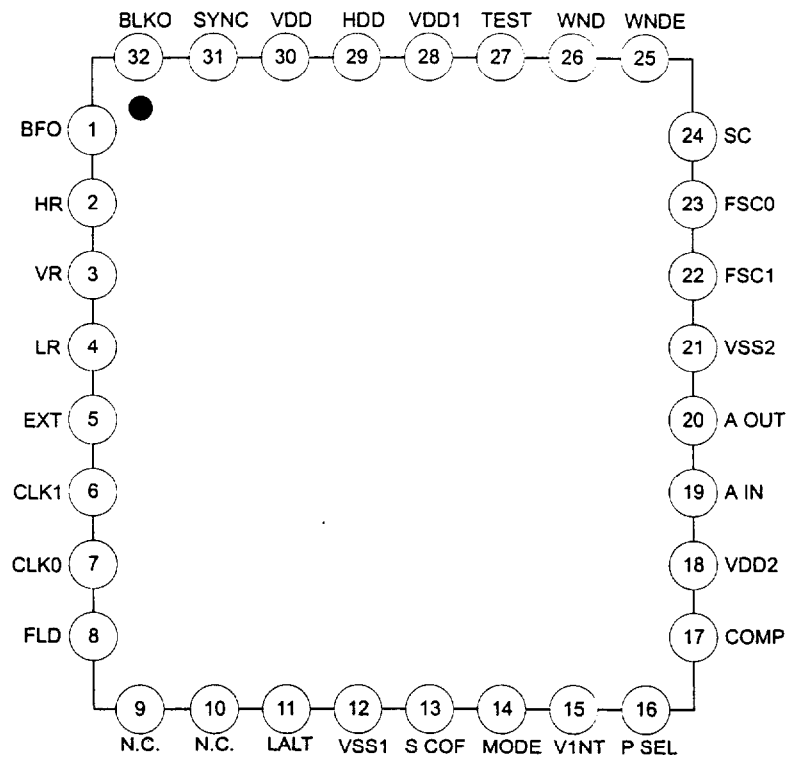 BLKO SYNC VDD HDD VDD1 TEST WND WNDE
32 31 30 29 28 27 26 25
BFO 1 24 SC
HR 2 23 FSC0
VR 3 22 FSC1
LR 4 21 VSS2
EXT 5 20 A OUT
CLK1 6 19 A IN
CLK0 7 18 VDD2
FLD 8 17 COMP
9 10 11 12 13 14 15 16
N.C. N.C. LALT VSS1 S COF MODE V1NT P SEL